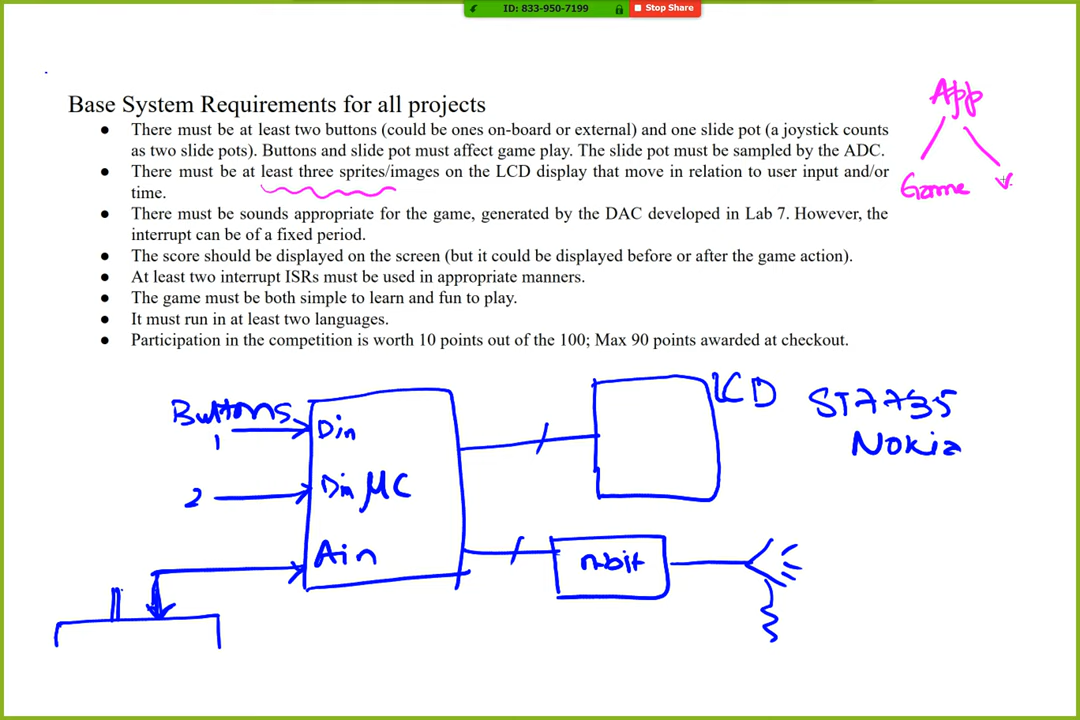 ID: 833-950-7199 Stop Share
Base System Requirements for all projects
● There must be at least two buttons (could be ones on-board or external) and one slide pot (a joystick counts
as two slide pots). Buttons and slide pot must affect game play. The slide pot must be sampled by the ADC.
● There must be at least three sprites/images on the LCD display that move in relation to user input and/or
time.
● There must be sounds appropriate for the game, generated by the DAC developed in Lab 7. However, the
interrupt can be of a fixed period.
● The score should be displayed on the screen (but it could be displayed before or after the game action).
● At least two interrupt ISRs must be used in appropriate manners.
● The game must be both simple to learn and fun to play.
● It must run in at least two languages.
● Participation in the competition is worth 10 points out of the 100; Max 90 points awarded at checkout.
App
Game
Buttons
1
Din
2
Din μC
Ain
LCD
ST7735
Nokia
n-bit